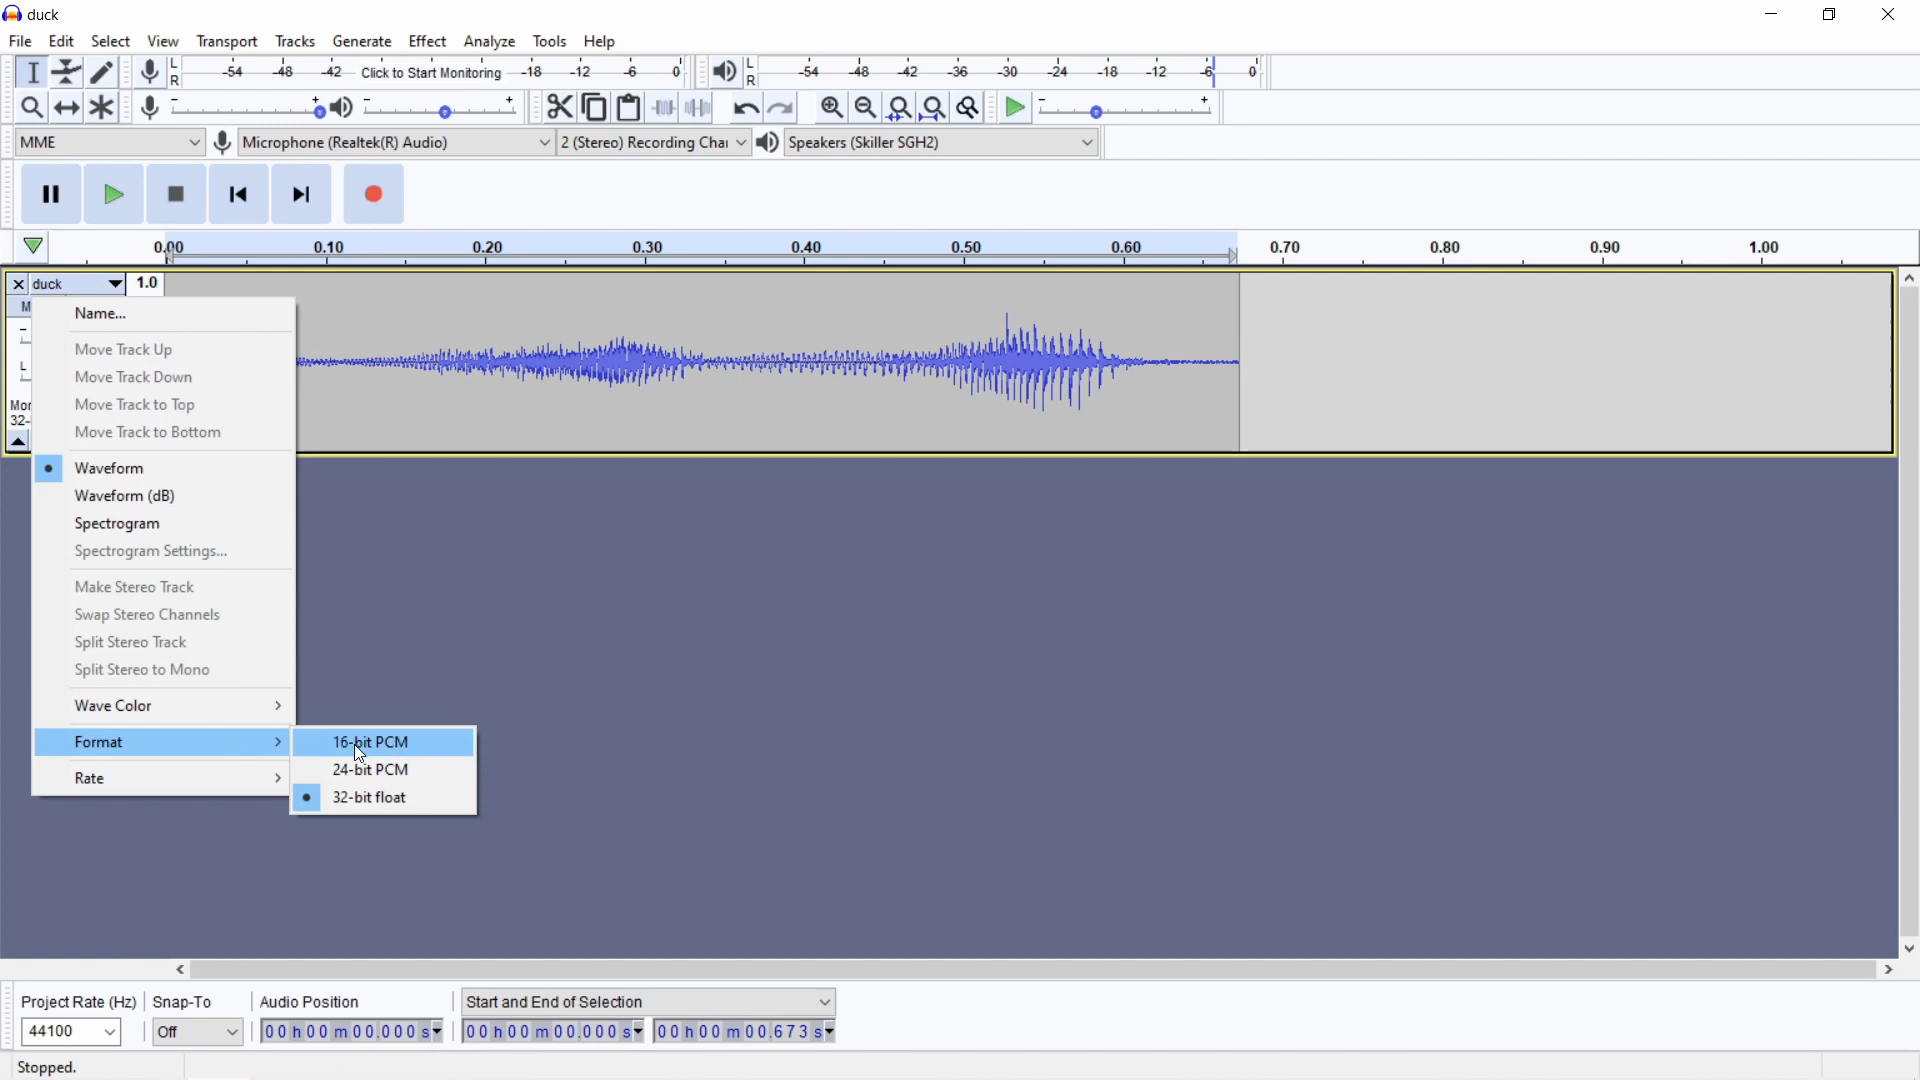 duck
File Edit Select View Transport Tracks Generate Effect Analyze Tools Help
L
R
-54 -48 -42 Click to Start Monitoring -18 -12 -6 0
L
R
-54 -48 -42 -36 -30 -24 -18 -12 -6 0
- + - + - +
MME Microphone (Realtek(R) Audio) 2 (Stereo) Recording Chai Speakers (Skiller SGH2)
0.00 0.10 0.20 0.30 0.40 0.50 0.60 0.70 0.80 0.90 1.00
duck 1.0
M
Name...
-
Move Track Up
L
Move Track Down
Mor
Move Track to Top
32-
Move Track to Bottom
Waveform
Waveform (dB)
Spectrogram
Spectrogram Settings...
Make Stereo Track
Swap Stereo Channels
Split Stereo Track
Split Stereo to Mono
Wave Color
Format 16-bit PCM
24-bit PCM
Rate
32-bit float
Project Rate (Hz) Snap-To Audio Position Start and End of Selection
44100 Off 00 h 00 m 00.000 s 00 h 00 m 00.000 s 00 h 00 m 00.673 s
Stopped.